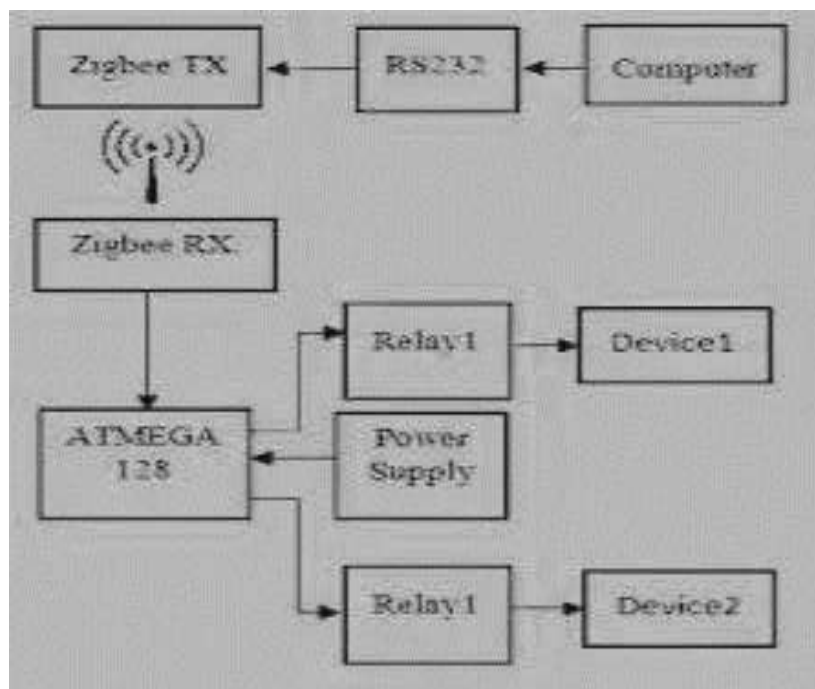 Zigbee TX
RS232
Computer
Zigbee RX.
Relay1
Device1
ATMEGA
128
Power
Supply
Relay1
Device2